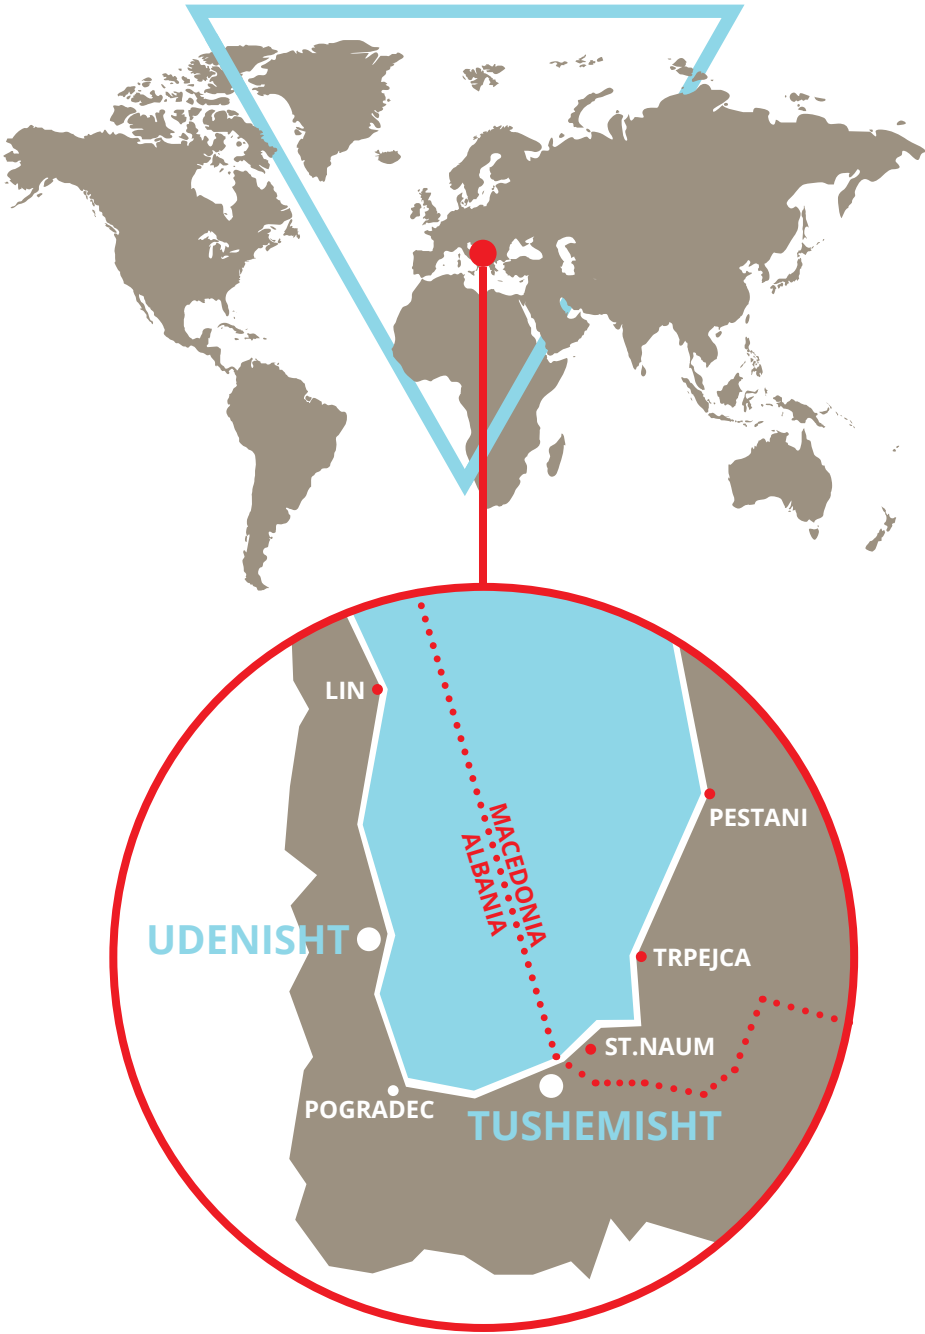 LIN
MACEDONIA
ALBANIA
PESTANI
UDENISHT
TRPEJCA
ST.NAUM
POGRADEC
TUSHEMISHT